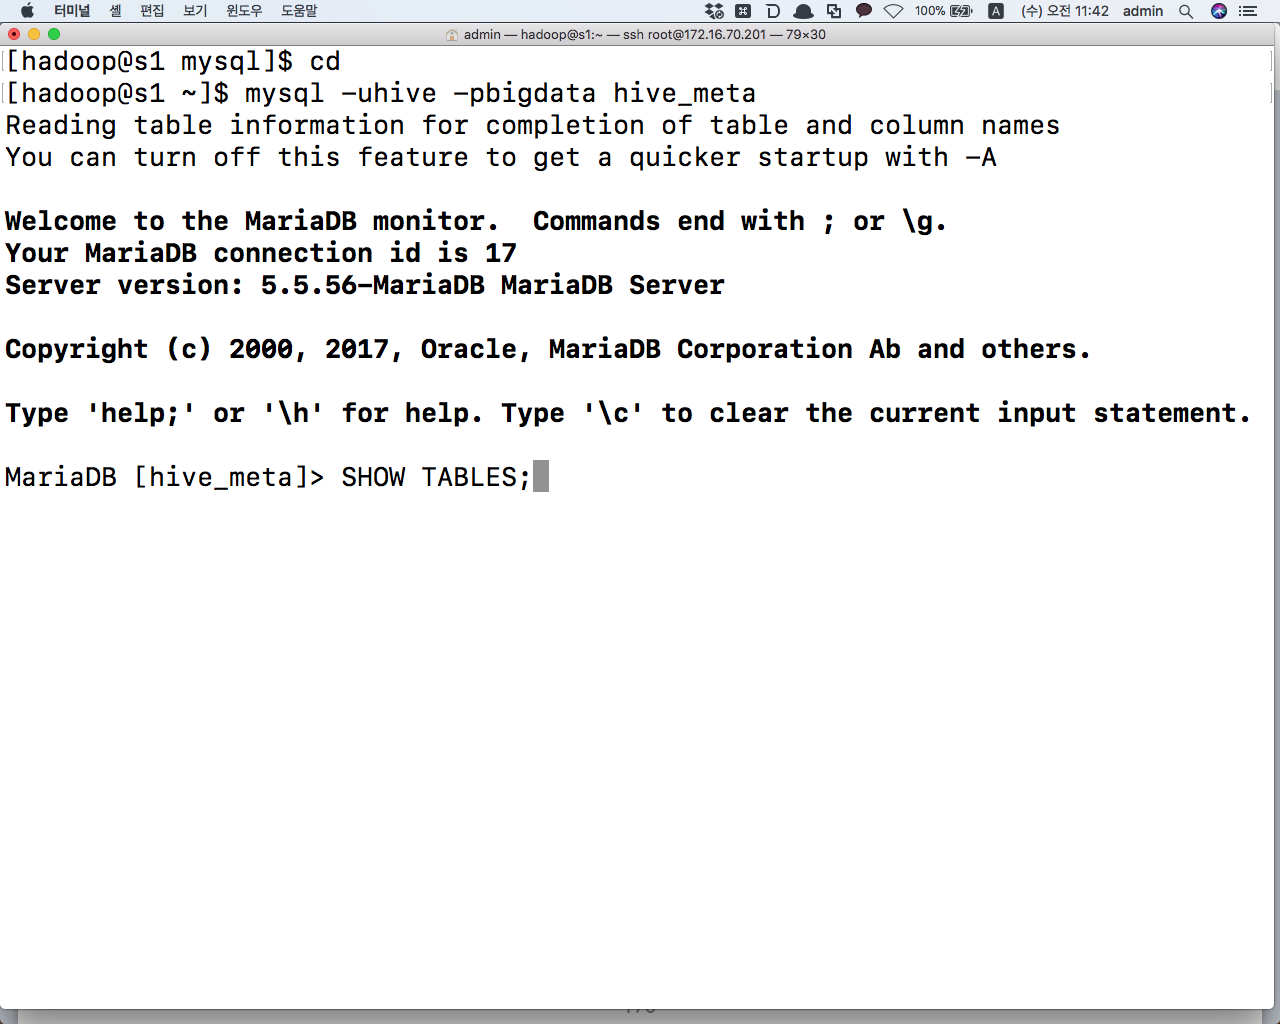 터미널 셸 편집 보기 윈도우 도움말 100% A (수) 오전 11:42 admin
admin — hadoop@s1:~ — ssh root@172.16.70.201 — 79×30
[hadoop@s1 mysql]$ cd
[hadoop@s1 ~]$ mysql -uhive -pbigdata hive_meta
Reading table information for completion of table and column names
You can turn off this feature to get a quicker startup with -A
Welcome to the MariaDB monitor.  Commands end with ; or \g.
Your MariaDB connection id is 17
Server version: 5.5.56-MariaDB MariaDB Server
Copyright (c) 2000, 2017, Oracle, MariaDB Corporation Ab and others.
Type 'help;' or '\h' for help. Type '\c' to clear the current input statement.
MariaDB [hive_meta]> SHOW TABLES;